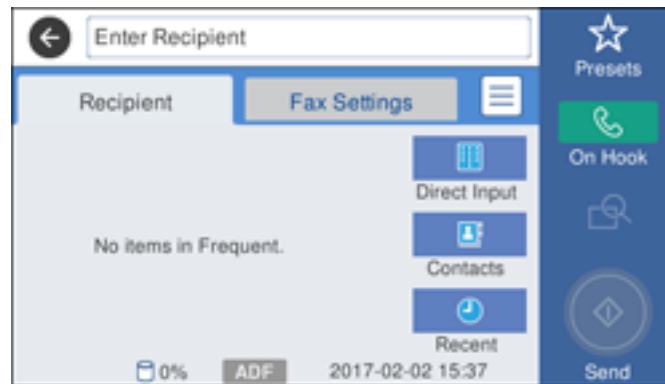 Enter Recipient
Presets
Recipient
Fax Settings
On Hook
Direct Input
No items in Frequent.
Contacts
Recent
0%
ADF
2017-02-02 15:37
Send